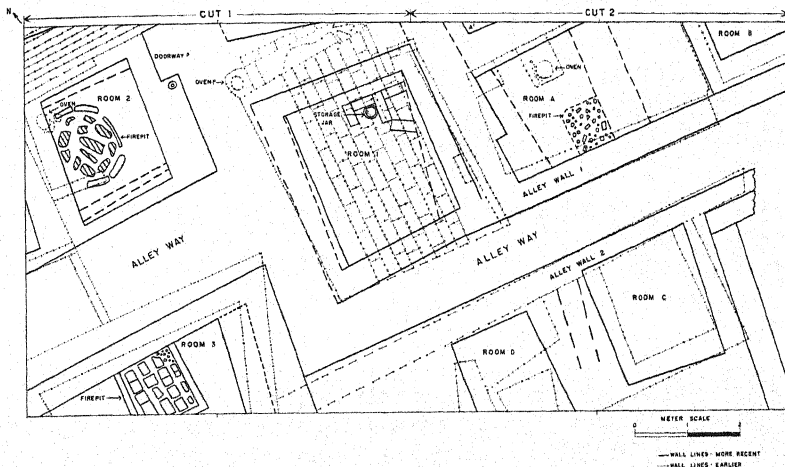 N
CUT 1
CUT 2
DOORWAY ?
ROOM B
OVEN?
OVEN
ROOM 2
ROOM A
OVEN
FIREPIT
FIREPIT
STORAGE
JAR
ROOM 1
ALLEY WALL 1
ALLEY WAY
ALLEY WAY
ALLEY WALL 2
ROOM C
ROOM 3
ROOM D
FIREPIT
METER SCALE
0 1 2
WALL LINES - MORE RECENT
WALL LINES - EARLIER